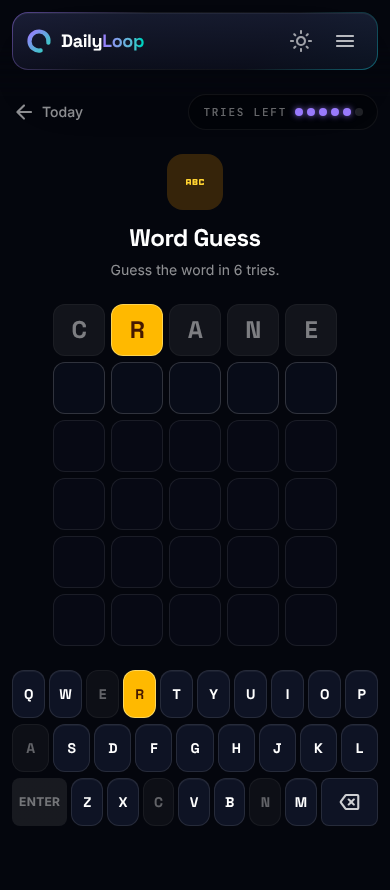 DailyLoop
Today
TRIES LEFT
ABC
Word Guess
Guess the word in 6 tries.
C R A N E
Q W E R T Y U I O P
A S D F G H J K L
ENTER Z X C V B N M